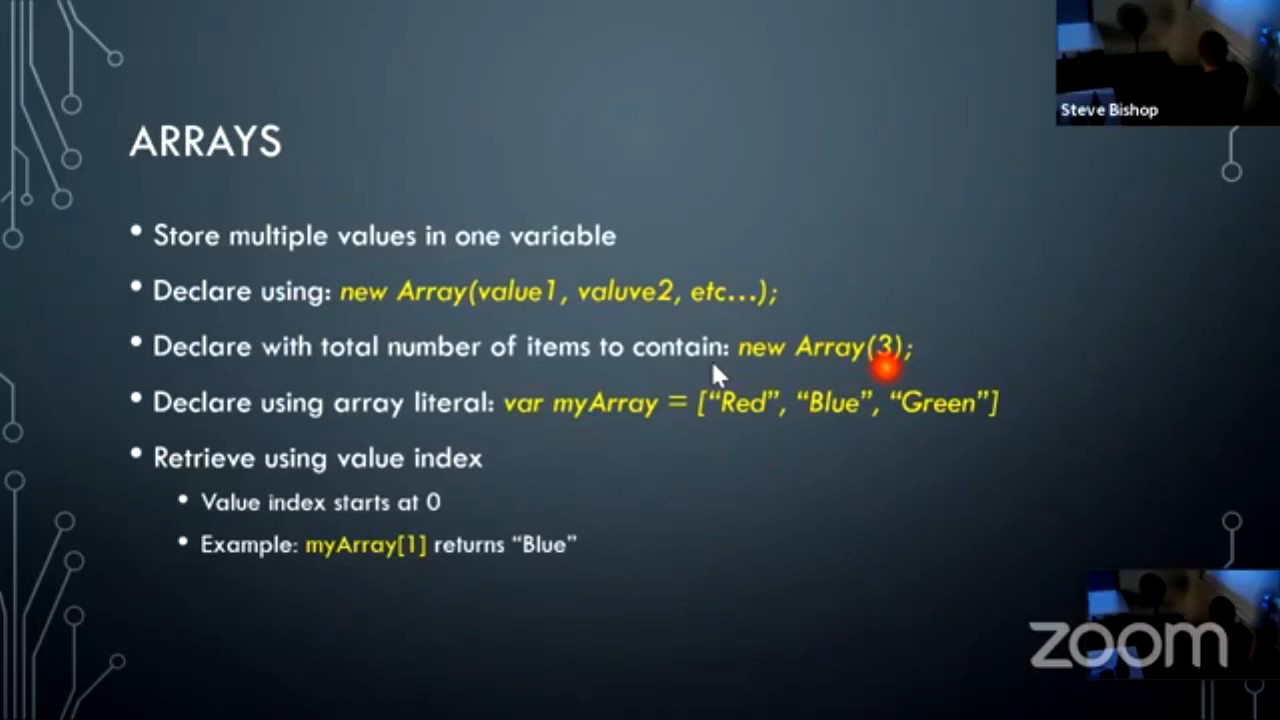 Steve Bishop
ARRAYS
• Store multiple values in one variable
• Declare using: new Array(value1, valuve2, etc...);
• Declare with total number of items to contain: new Array(3);
• Declare using array literal: var myArray = [“Red”, “Blue”, “Green”]
• Retrieve using value index
• Value index starts at 0
• Example: myArray[1] returns “Blue”
zoom